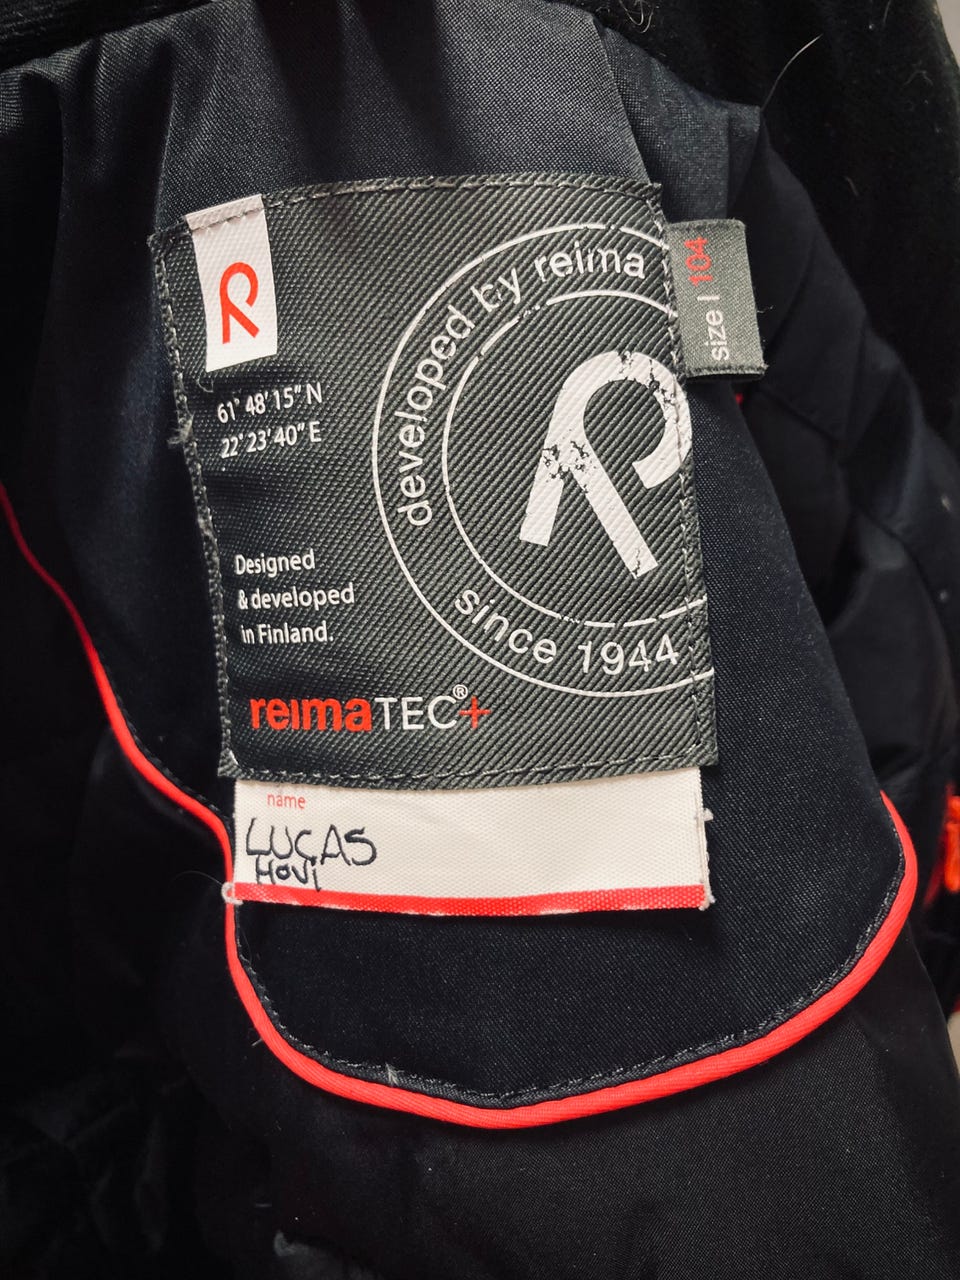 developed by reima
size | 104
61° 48' 15" N
22° 23' 40" E
Designed
& developed
in Finland.
since 1944
reimaTEC®+
name
LUCAS
HOVI